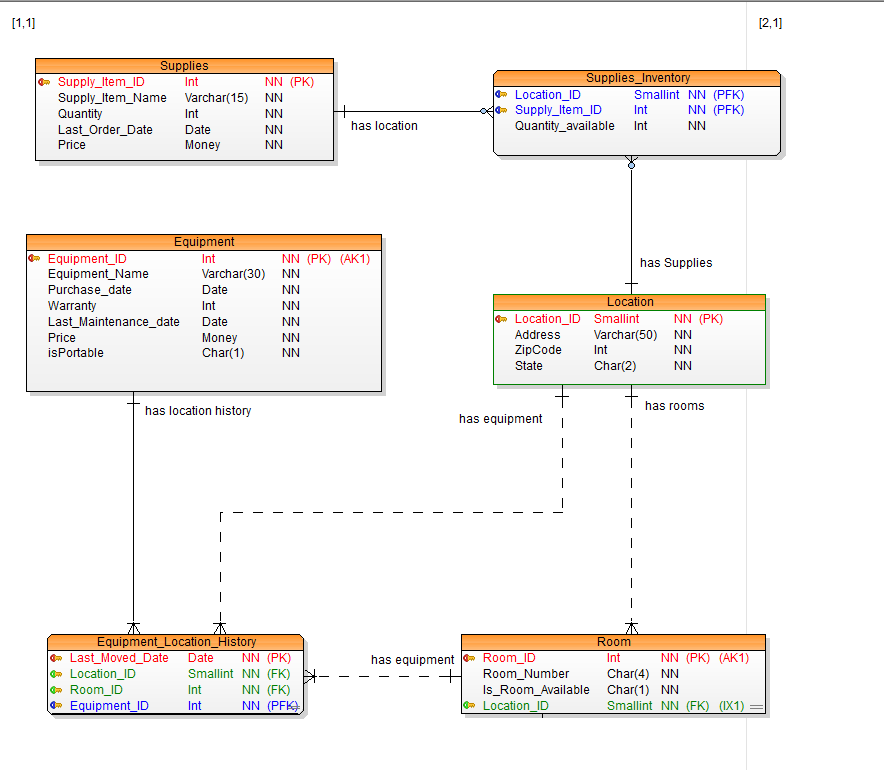 [1,1]
[2,1]
Supplies
Supply_Item_ID Int NN (PK)
Supply_Item_Name Varchar(15) NN
Quantity Int NN
Last_Order_Date Date NN
Price Money NN
has location
Supplies_Inventory
Location_ID Smallint NN (PFK)
Supply_Item_ID Int NN (PFK)
Quantity_available Int NN
has Supplies
Equipment
Equipment_ID Int NN (PK) (AK1)
Equipment_Name Varchar(30) NN
Purchase_date Date NN
Warranty Int NN
Last_Maintenance_date Date NN
Price Money NN
isPortable Char(1) NN
has location history
Location
Location_ID Smallint NN (PK)
Address Varchar(50) NN
ZipCode Int NN
State Char(2) NN
has equipment
has rooms
Equipment_Location_History
Last_Moved_Date Date NN (PK)
Location_ID Smallint NN (FK)
Room_ID Int NN (FK)
Equipment_ID Int NN (PFK)
has equipment
Room
Room_ID Int NN (PK) (AK1)
Room_Number Char(4) NN
Is_Room_Available Char(1) NN
Location_ID Smallint NN (FK) (IX1)